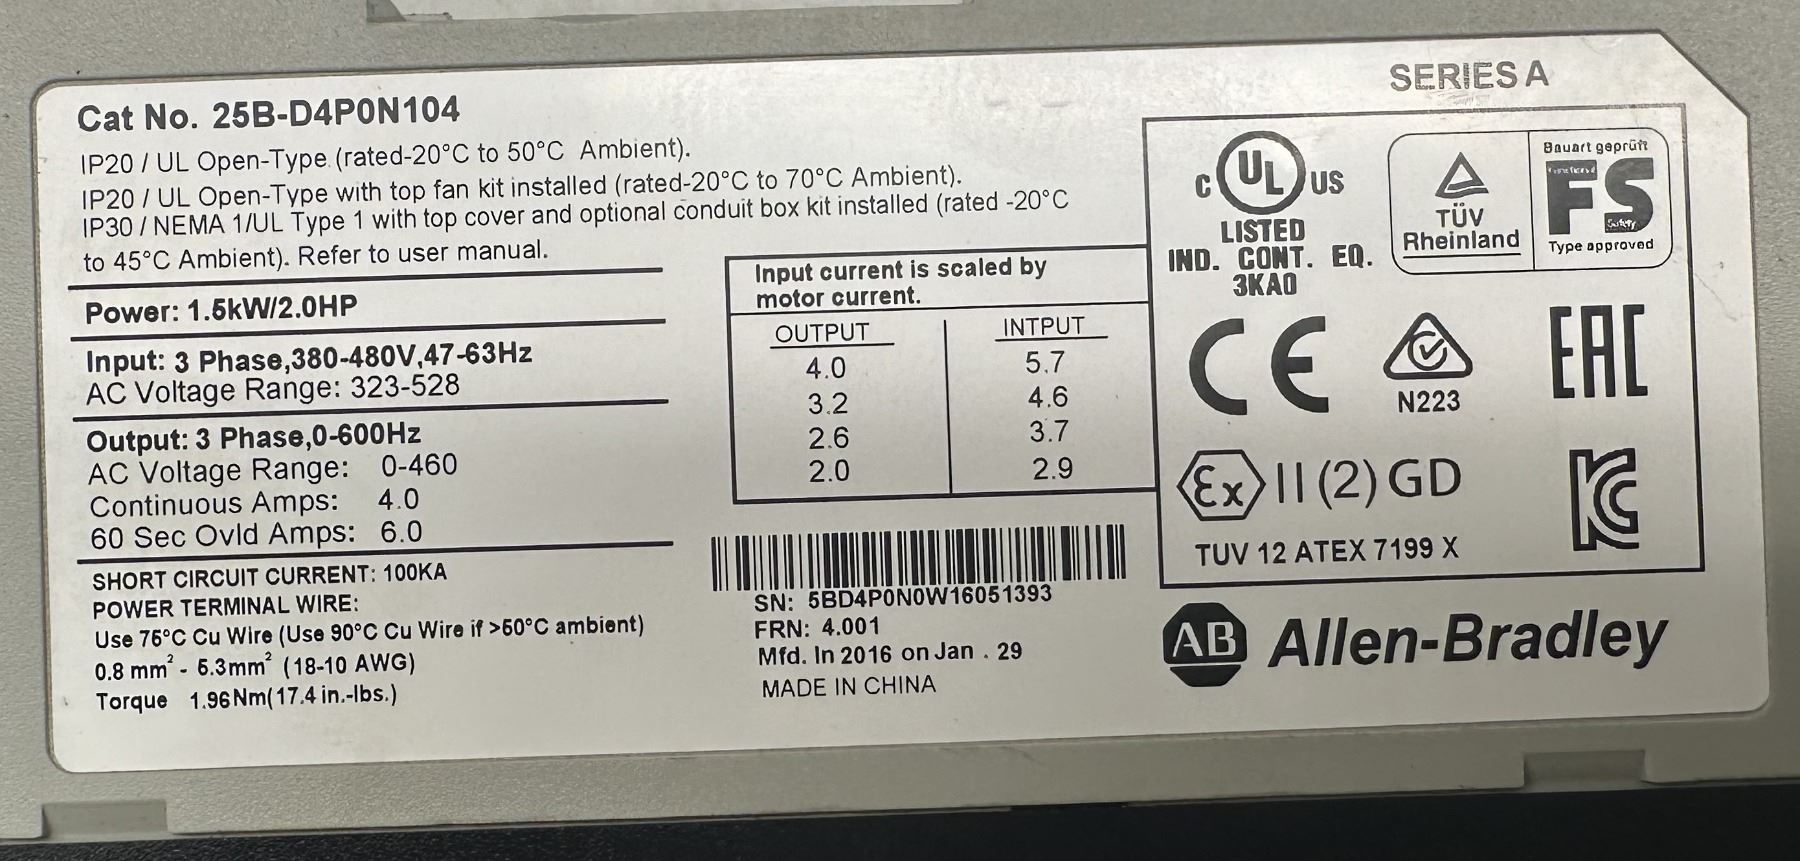 SERIES A
Cat No. 25B-D4P0N104
IP20 / UL Open-Type (rated-20°C to 50°C Ambient).
IP20 / UL Open-Type with top fan kit installed (rated-20°C to 70°C Ambient).
IP30 / NEMA 1/UL Type 1 with top cover and optional conduit box kit installed (rated -20°C
to 45°C Ambient). Refer to user manual.
Power: 1.5kW/2.0HP
Input: 3 Phase,380-480V,47-63Hz
AC Voltage Range: 323-528
Output: 3 Phase,0-600Hz
AC Voltage Range: 0-460
Continuous Amps: 4.0
60 Sec Ovld Amps: 6.0
SHORT CIRCUIT CURRENT: 100KA
POWER TERMINAL WIRE:
Use 75°C Cu Wire (Use 90°C Cu Wire if >50°C ambient)
0.8 mm² - 5.3mm² (18-10 AWG)
Torque 1.96Nm(17.4 in.-lbs.)
Input current is scaled by
motor current.
OUTPUT INTPUT
4.0 5.7
3.2 4.6
2.6 3.7
2.0 2.9
SN: 5BD4P0N0W16051393
FRN: 4.001
Mfd. In 2016 on Jan . 29
MADE IN CHINA
C UL US
LISTED
IND. CONT. EQ.
3KA0
TÜV
Rheinland
Bauart geprüft
Functional
FS
Safety
Type approved
CE
N223
EAC
Ex II (2) GD
TUV 12 ATEX 7199 X
KC
AB Allen-Bradley